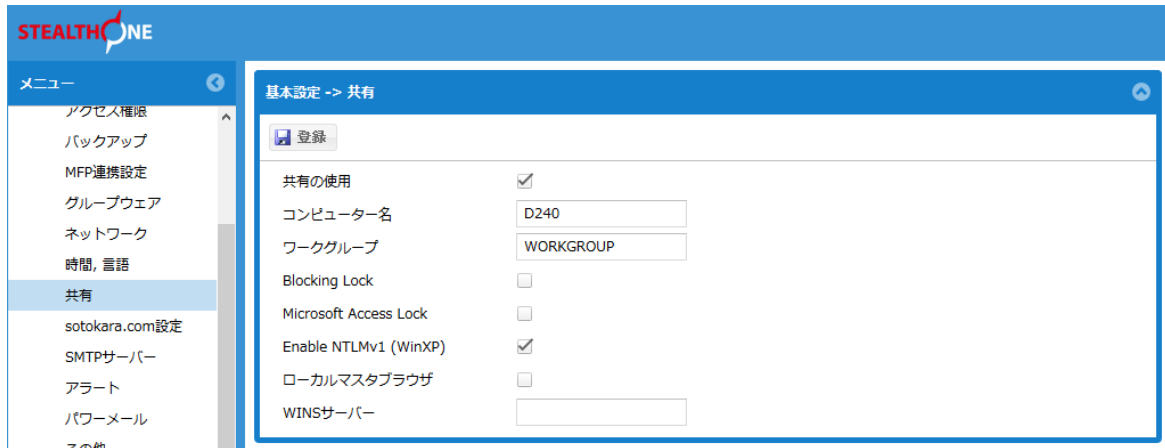 STEALTHONE
メニュー
アクセス権限
バックアップ
MFP連携設定
グループウェア
ネットワーク
時間, 言語
共有
sotokara.com設定
SMTPサーバー
アラート
パワーメール
その他
基本設定 -> 共有
登録
共有の使用
コンピューター名 D240
ワークグループ WORKGROUP
Blocking Lock
Microsoft Access Lock
Enable NTLMv1 (WinXP)
ローカルマスタブラウザ
WINSサーバー